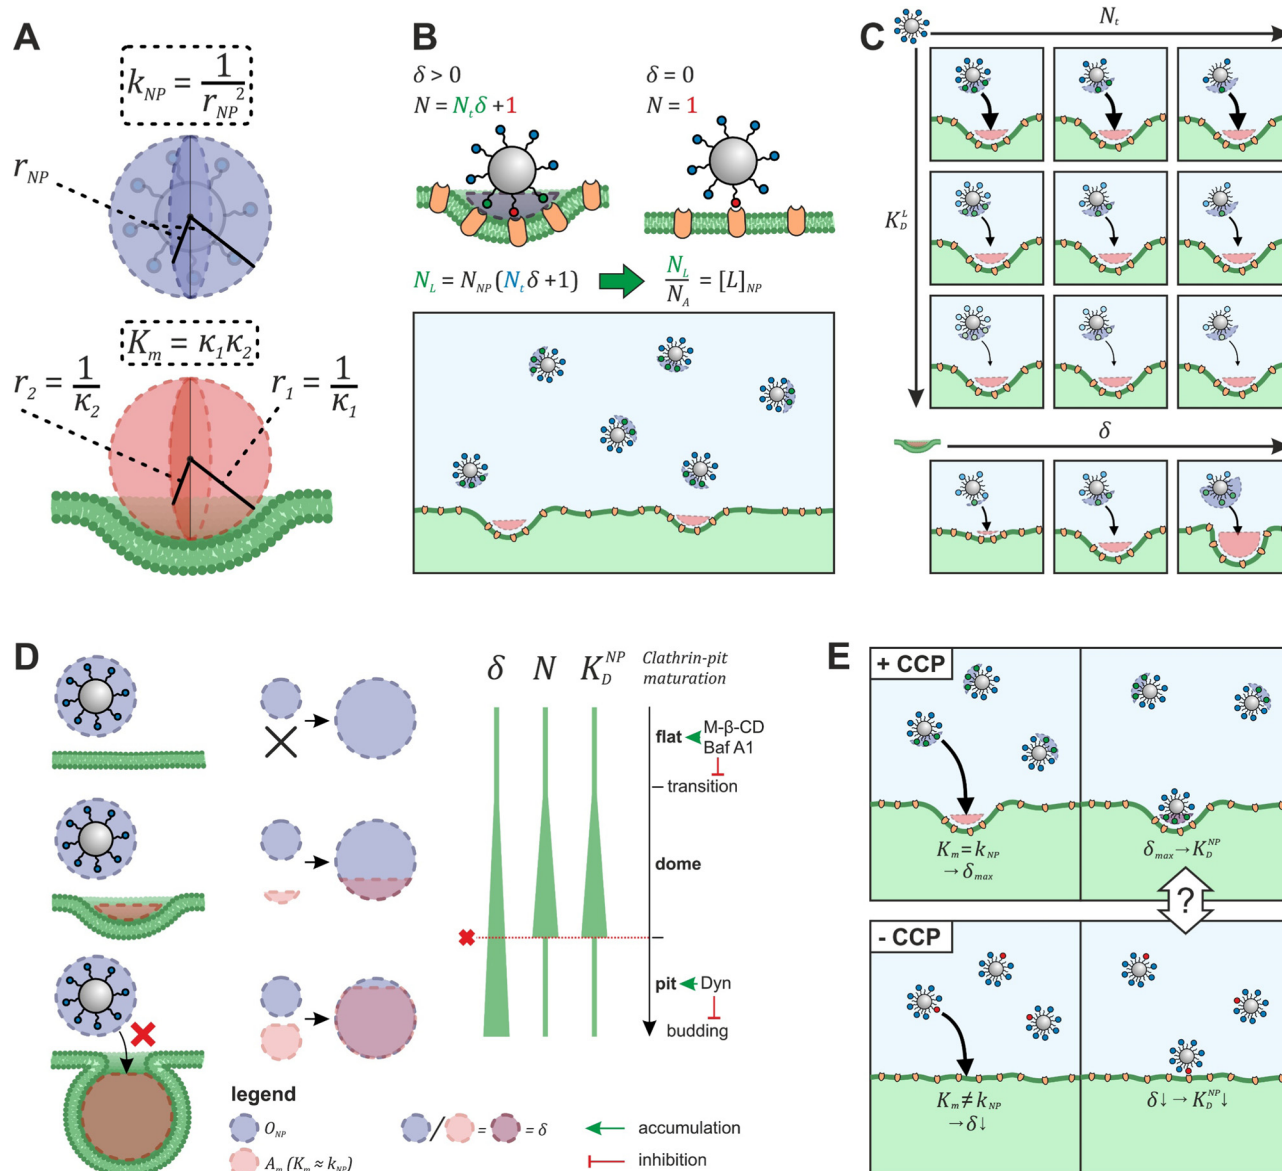 A
k_NP = 1/r_NP²
r_NP
K_m = κ₁κ₂
r₂ = 1/κ₂
r₁ = 1/κ₁
B
δ > 0
N = N_tδ +1
δ = 0
N = 1
N_L = N_NP(N_tδ +1)
N_L/N_A = [L]_NP
C
N_t
K_D^L
δ
D
δ N K_D^NP
Clathrin-pit
maturation
flat
M-β-CD
Baf A1
transition
dome
pit
Dyn
budding
legend
O_NP
A_m (K_m ≈ k_NP)
/ = = δ
accumulation
inhibition
E
+ CCP
K_m = k_NP
→ δ_max
δ_max → K_D^NP
?
- CCP
K_m ≠ k_NP
→ δ↓
δ↓ → K_D^NP↓